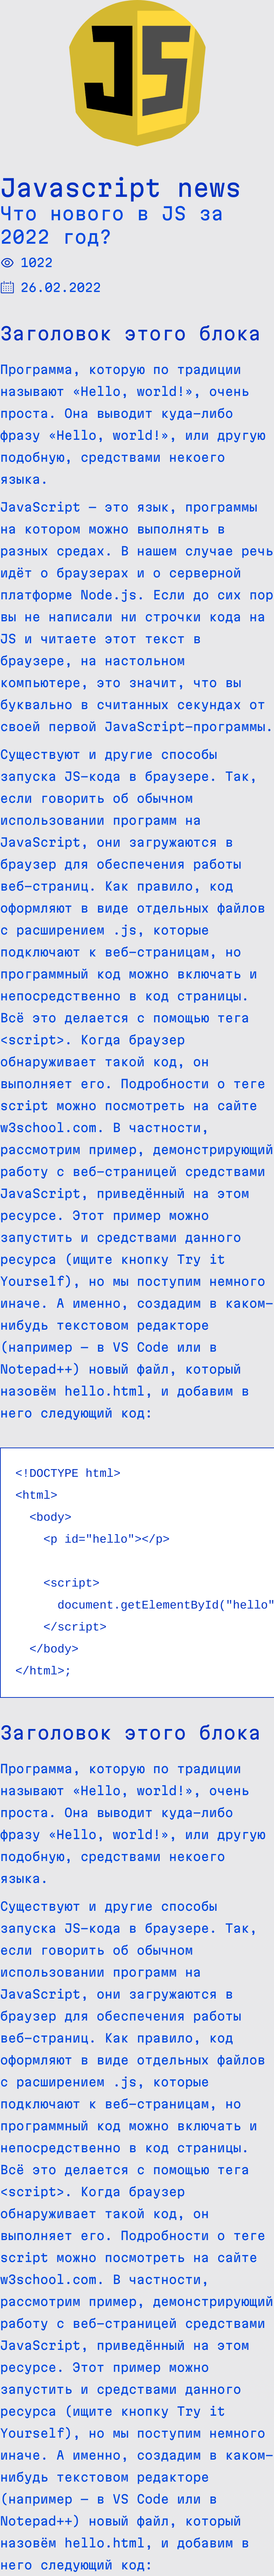 JS
Javascript news
Что нового в JS за
2022 год?
1022
26.02.2022
Заголовок этого блока
Программа, которую по традиции
называют «Hello, world!», очень
проста. Она выводит куда-либо
фразу «Hello, world!», или другую
подобную, средствами некоего
языка.
JavaScript — это язык, программы
на котором можно выполнять в
разных средах. В нашем случае речь
идёт о браузерах и о серверной
платформе Node.js. Если до сих пор
вы не написали ни строчки кода на
JS и читаете этот текст в
браузере, на настольном
компьютере, это значит, что вы
буквально в считанных секундах от
своей первой JavaScript-программы.
Существуют и другие способы
запуска JS-кода в браузере. Так,
если говорить об обычном
использовании программ на
JavaScript, они загружаются в
браузер для обеспечения работы
веб-страниц. Как правило, код
оформляют в виде отдельных файлов
с расширением .js, которые
подключают к веб-страницам, но
программный код можно включать и
непосредственно в код страницы.
Всё это делается с помощью тега
<script>. Когда браузер
обнаруживает такой код, он
выполняет его. Подробности о теге
script можно посмотреть на сайте
w3school.com. В частности,
рассмотрим пример, демонстрирующий
работу с веб-страницей средствами
JavaScript, приведённый на этом
ресурсе. Этот пример можно
запустить и средствами данного
ресурса (ищите кнопку Try it
Yourself), но мы поступим немного
иначе. А именно, создадим в каком-
нибудь текстовом редакторе
(например — в VS Code или в
Notepad++) новый файл, который
назовём hello.html, и добавим в
него следующий код:
<!DOCTYPE html>
<html>
<body>
<p id="hello"></p>
<script>
document.getElementById("hello"
</script>
</body>
</html>;
Заголовок этого блока
Программа, которую по традиции
называют «Hello, world!», очень
проста. Она выводит куда-либо
фразу «Hello, world!», или другую
подобную, средствами некоего
языка.
Существуют и другие способы
запуска JS-кода в браузере. Так,
если говорить об обычном
использовании программ на
JavaScript, они загружаются в
браузер для обеспечения работы
веб-страниц. Как правило, код
оформляют в виде отдельных файлов
с расширением .js, которые
подключают к веб-страницам, но
программный код можно включать и
непосредственно в код страницы.
Всё это делается с помощью тега
<script>. Когда браузер
обнаруживает такой код, он
выполняет его. Подробности о теге
script можно посмотреть на сайте
w3school.com. В частности,
рассмотрим пример, демонстрирующий
работу с веб-страницей средствами
JavaScript, приведённый на этом
ресурсе. Этот пример можно
запустить и средствами данного
ресурса (ищите кнопку Try it
Yourself), но мы поступим немного
иначе. А именно, создадим в каком-
нибудь текстовом редакторе
(например — в VS Code или в
Notepad++) новый файл, который
назовём hello.html, и добавим в
него следующий код: